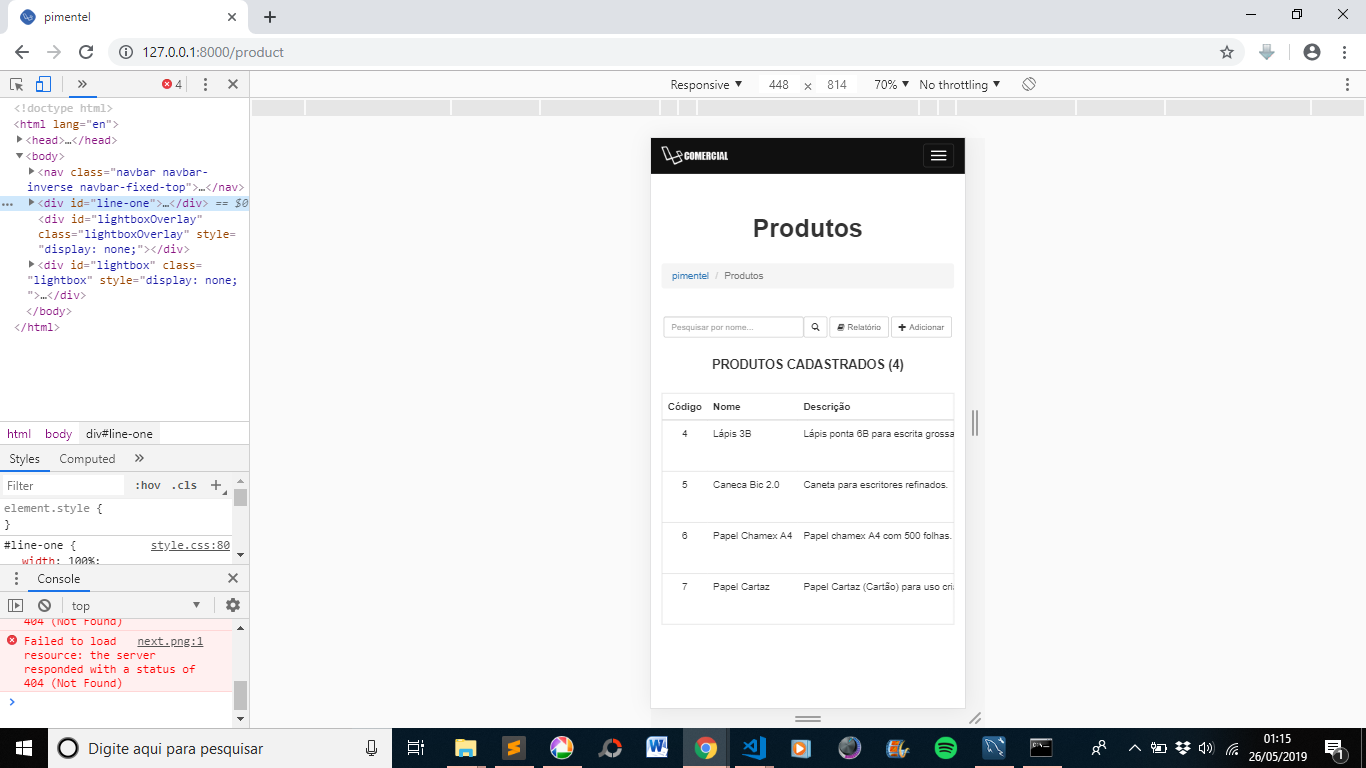 pimentel
127.0.0.1:8000/product
4
Responsive ▼ 448 × 814 70% ▼ No throttling ▼
<!doctype html>
<html lang="en">
<head>…</head>
<body>
<nav class="navbar navbar-
inverse navbar-fixed-top">…</nav>
<div id="line-one">…</div> == $0
<div id="lightboxOverlay"
class="lightboxOverlay" style=
"display: none;"></div>
<div id="lightbox" class=
"lightbox" style="display: none;
">…</div>
</body>
</html>
html body div#line-one
Styles Computed »
Filter :hov .cls +
element.style {
}
#line-one { style.css:80
width: 100%;
Console
top ▼
404 (Not Found)
Failed to load next.png:1
resource: the server
responded with a status of
404 (Not Found)
COMERCIAL
Produtos
pimentel / Produtos
Pesquisar por nome... Relatório Adicionar
PRODUTOS CADASTRADOS (4)
Código Nome Descrição
4 Lápis 3B Lápis ponta 6B para escrita grossa
5 Caneca Bic 2.0 Caneta para escritores refinados.
6 Papel Chamex A4 Papel chamex A4 com 500 folhas.
7 Papel Cartaz Papel Cartaz (Cartão) para uso cri
Digite aqui para pesquisar
01:15
26/05/2019
1